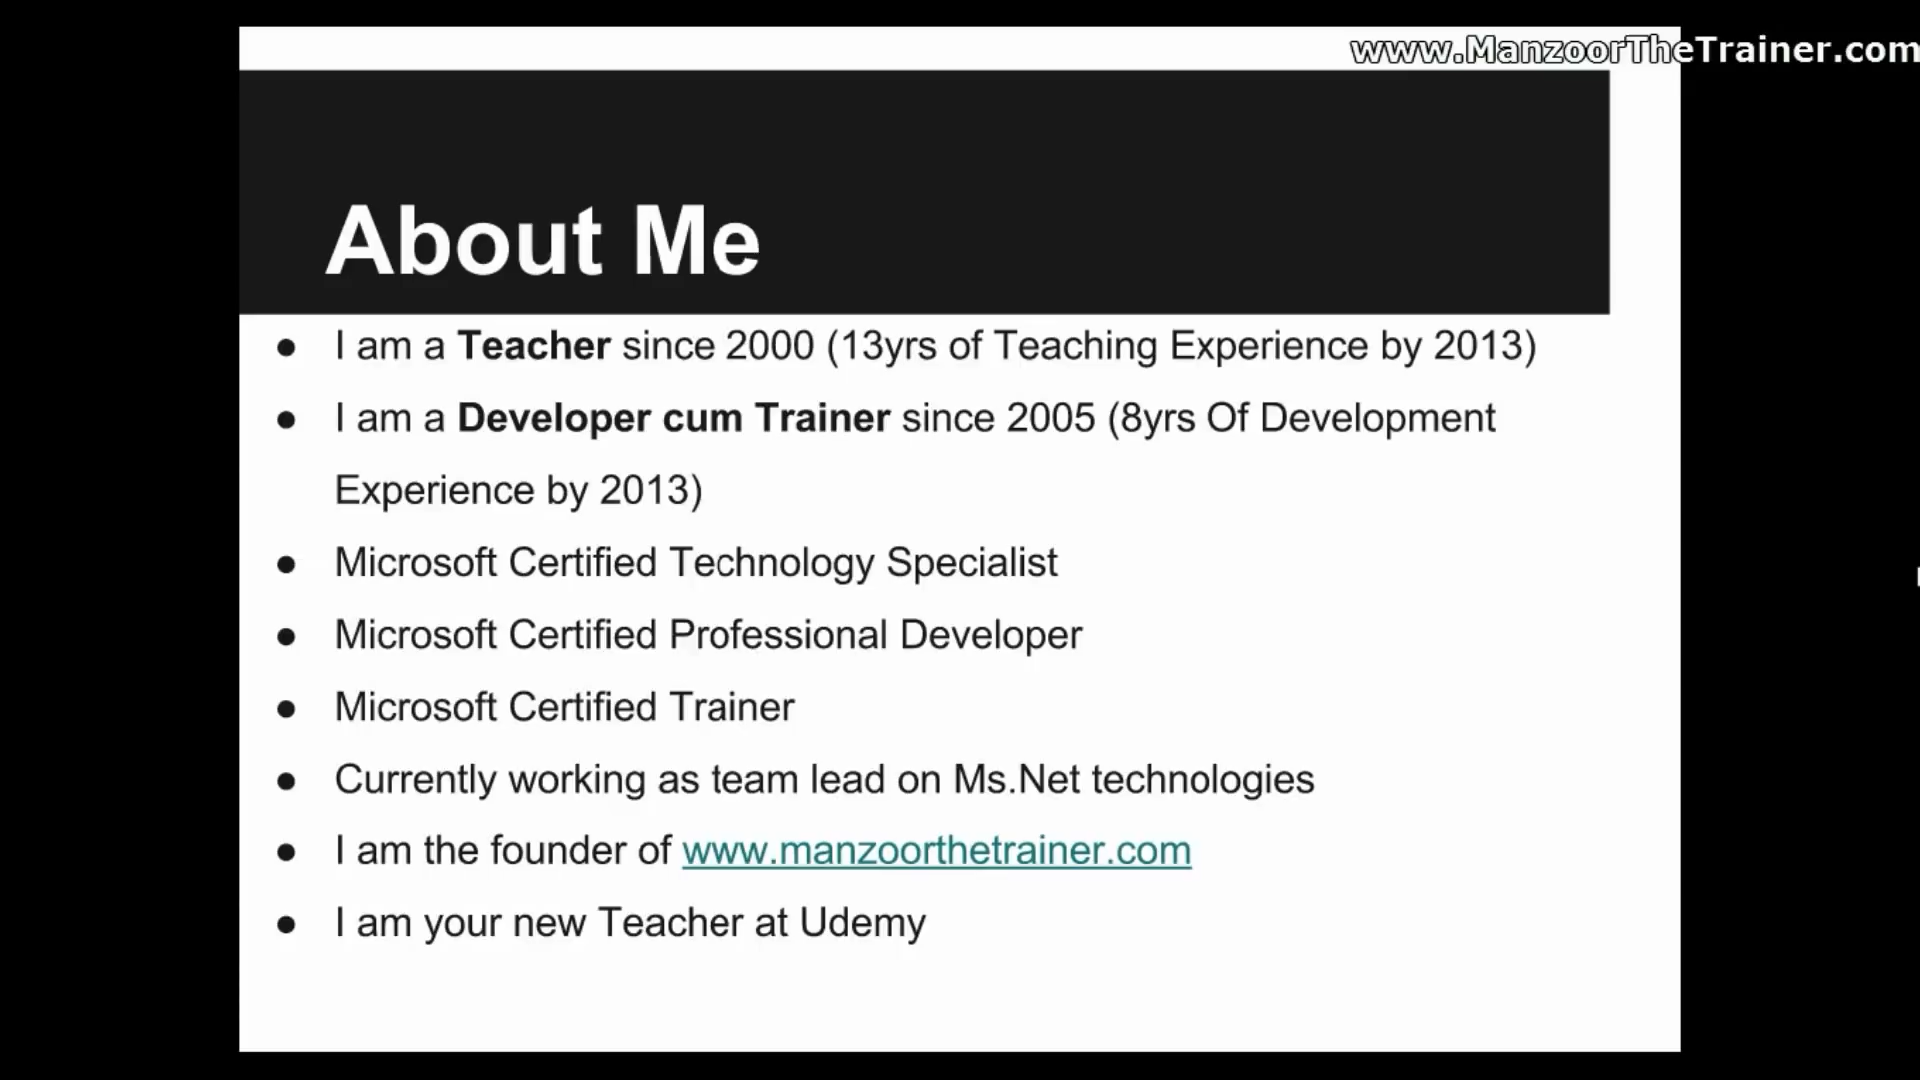 www.ManzoorTheTrainer.com
About Me
● I am a Teacher since 2000 (13yrs of Teaching Experience by 2013)
● I am a Developer cum Trainer since 2005 (8yrs Of Development
Experience by 2013)
● Microsoft Certified Technology Specialist
● Microsoft Certified Professional Developer
● Microsoft Certified Trainer
● Currently working as team lead on Ms.Net technologies
● I am the founder of www.manzoorthetrainer.com
● I am your new Teacher at Udemy